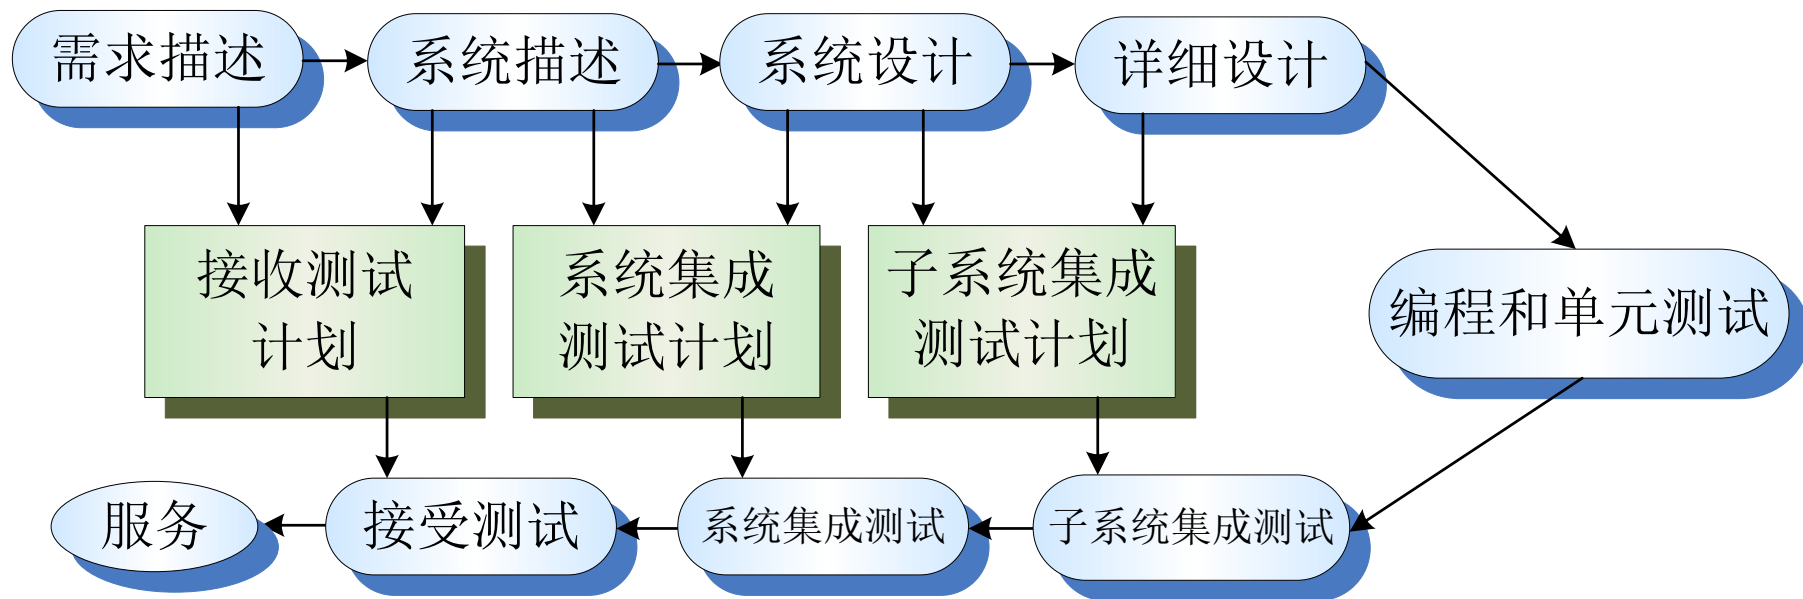 需求描述
系统描述
系统设计
详细设计
接收测试
计划
系统集成
测试计划
子系统集成
测试计划
编程和单元测试
服务
接受测试
系统集成测试
子系统集成测试